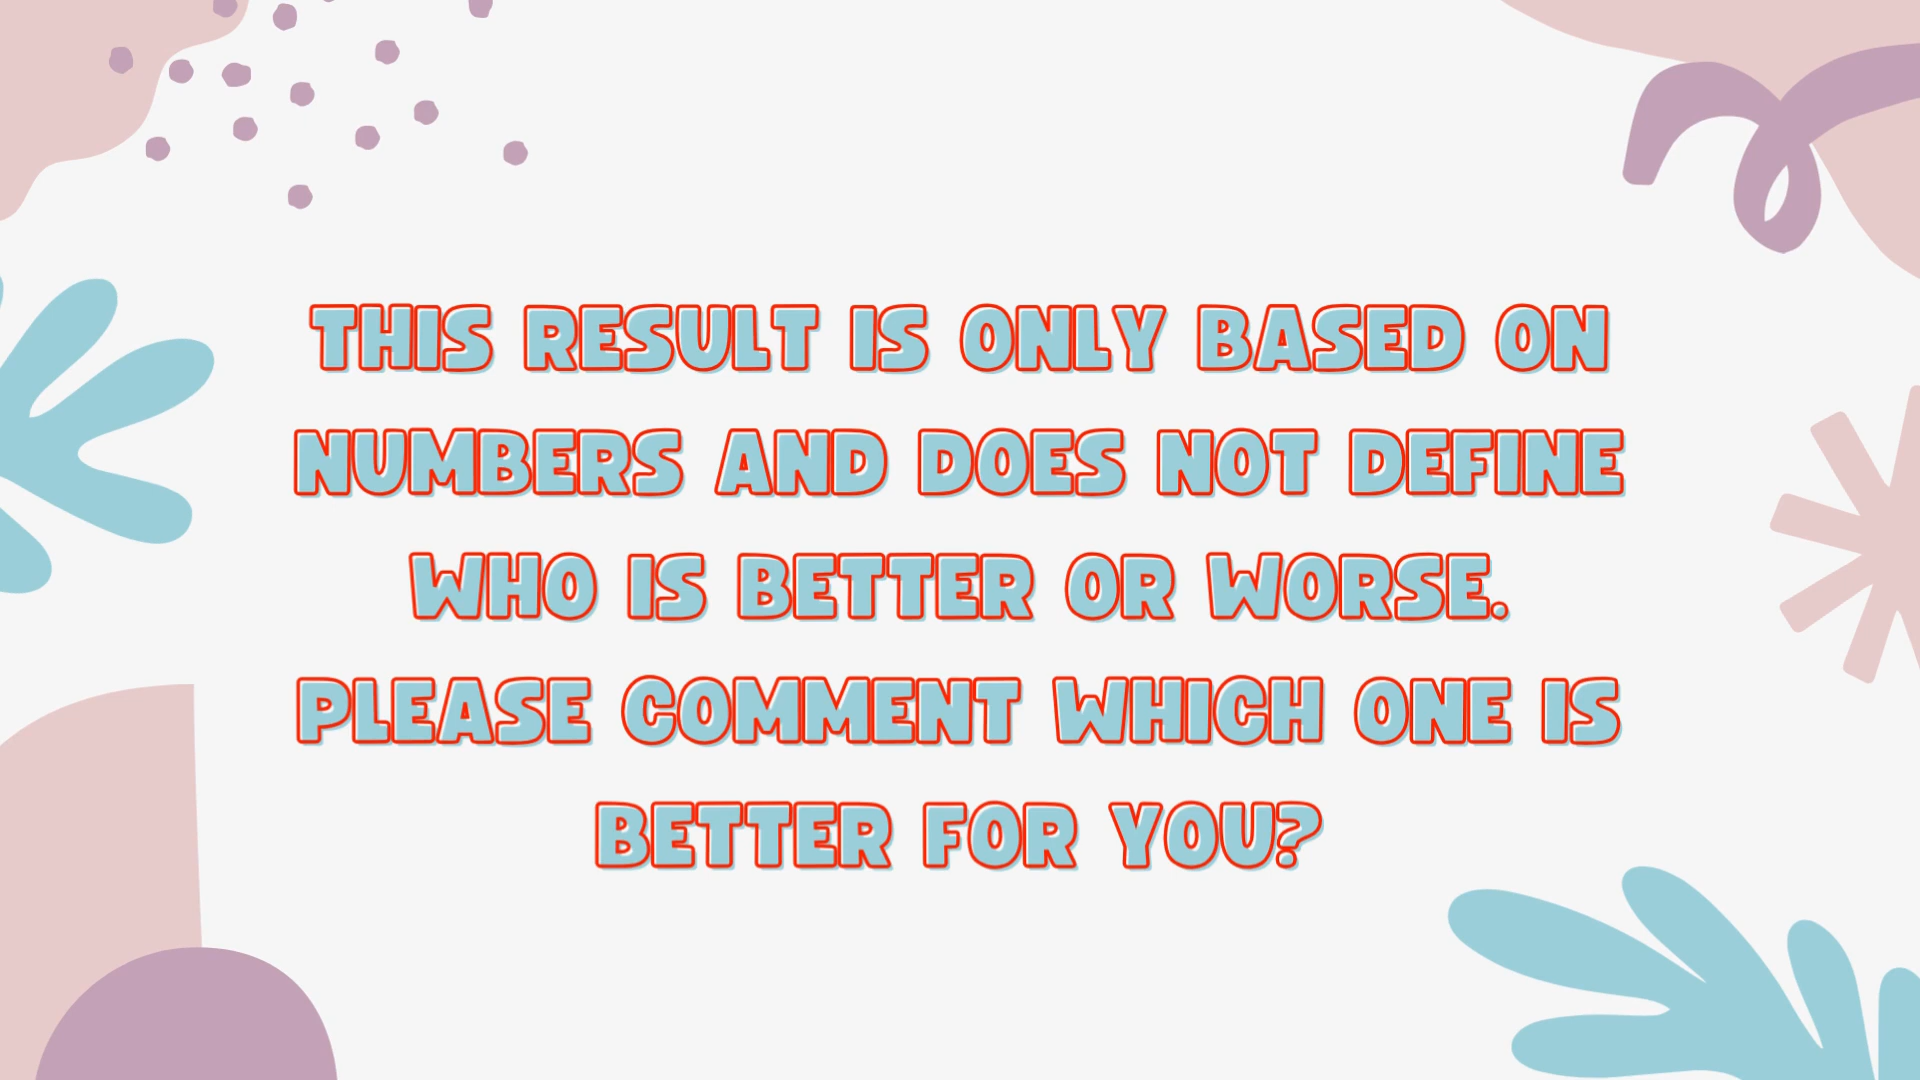 THIS RESULT IS ONLY BASED ON
NUMBERS AND DOES NOT DEFINE
WHO IS BETTER OR WORSE.
PLEASE COMMENT WHICH ONE IS
BETTER FOR YOU?